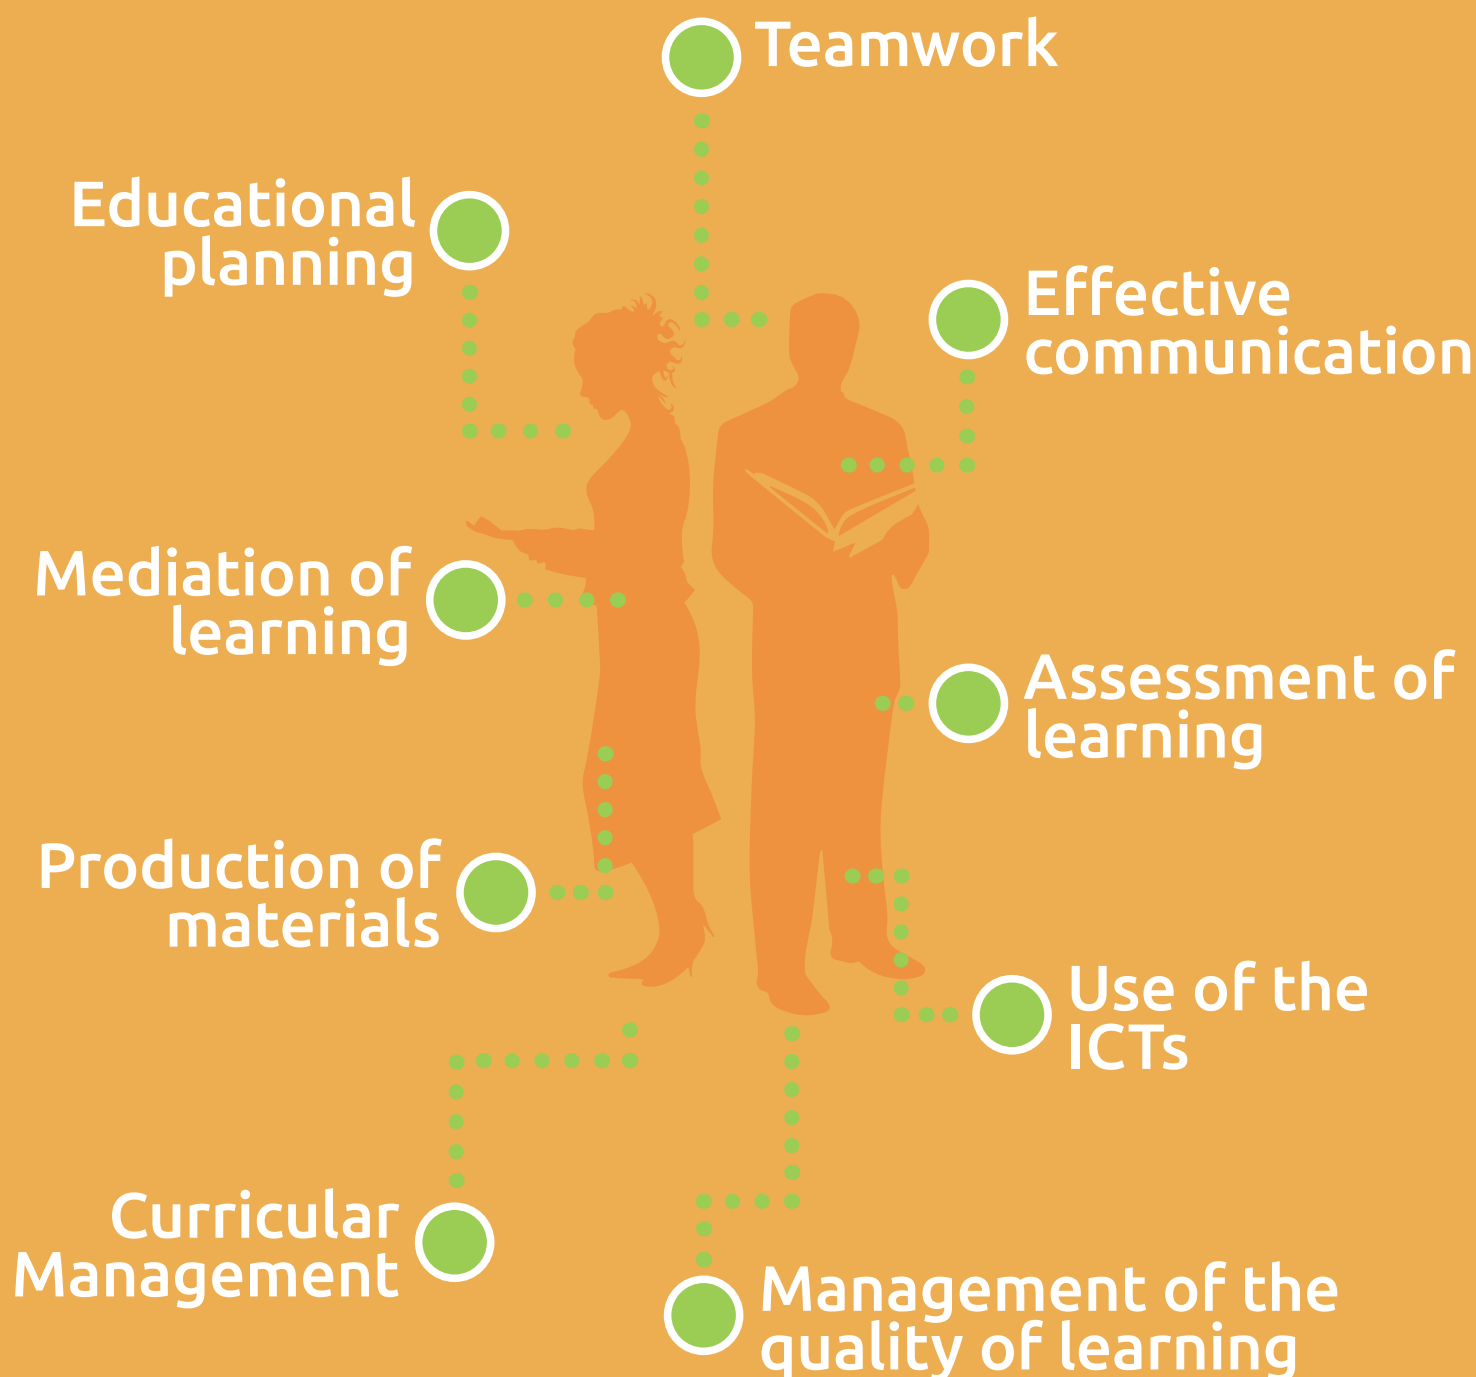 Teamwork
Educational
planning
Effective
communication
Mediation of
learning
Assessment of
learning
Production of
materials
Use of the
ICTs
Curricular
Management
Management of the
quality of learning